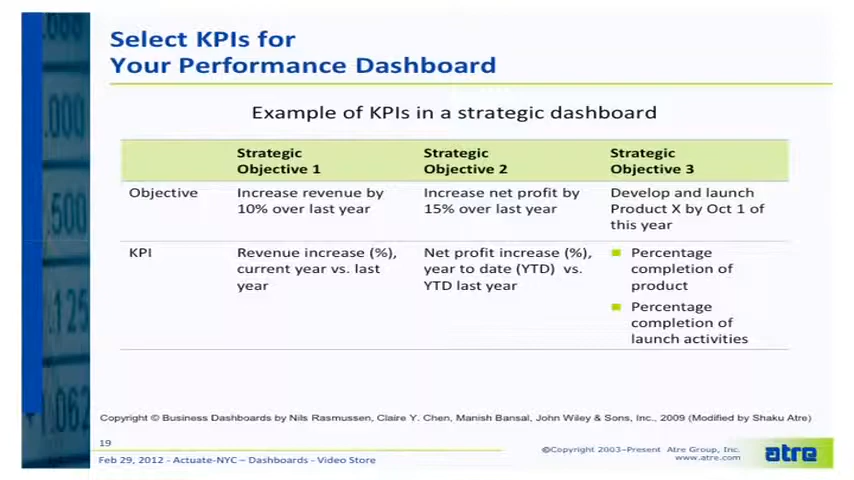 Select KPIs for
Your Performance Dashboard
Example of KPIs in a strategic dashboard
Strategic Objective 1
Strategic Objective 2
Strategic Objective 3
Objective
Increase revenue by
10% over last year
Increase net profit by
15% over last year
Develop and launch
Product X by Oct 1 of
this year
KPI
Revenue increase (%),
current year vs. last
year
Net profit increase (%),
year to date (YTD) vs.
YTD last year
Percentage
completion of
product
Percentage
completion of
launch activities
Copyright © Business Dashboards by Nils Rasmussen, Claire Y. Chen, Manish Bansal, John Wiley & Sons, Inc., 2009 (Modified by Shaku Atre)
19
Feb 29, 2012 - Actuate-NYC – Dashboards - Video Store
©Copyright 2003–Present Atre Group, Inc.
www.atre.com
atre
.000
.500
%125
.062